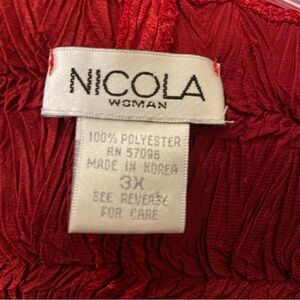 NICOLA
WOMAN
100% POLYESTER
RN 57096
MADE IN KOREA
3X
SEE REVERSE
FOR CARE